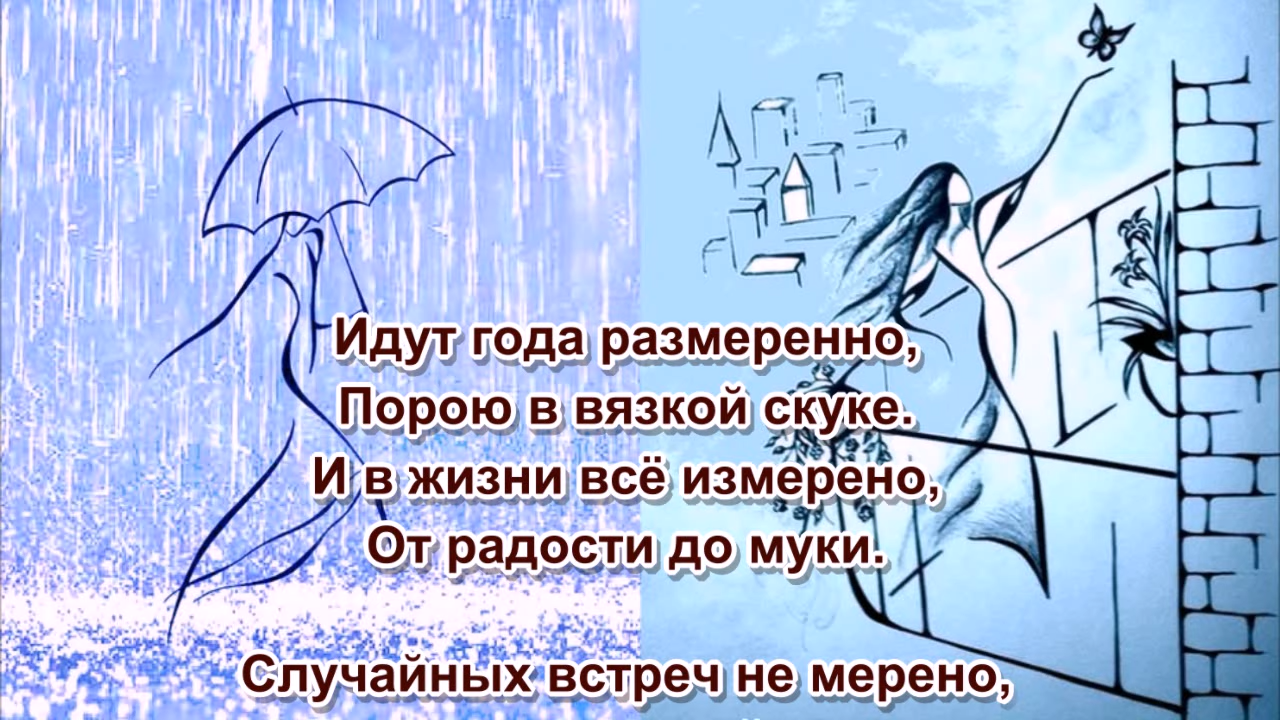 Идут года размеренно,
Порою в вязкой скуке.
И в жизни всё измерено,
От радости до муки.
Случайных встреч не мерено,